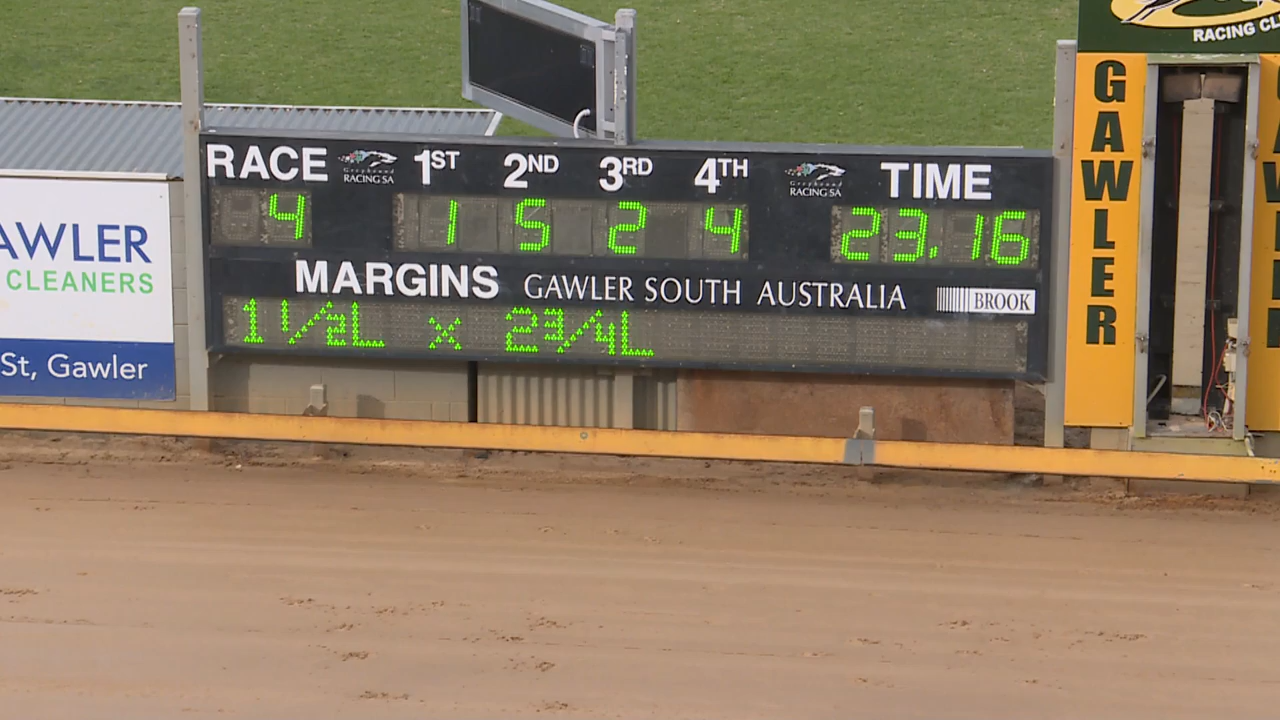 RACING CL
RACE Greyhound RACING SA 1ST 2ND 3RD 4TH Greyhound RACING SA TIME
4 1 5 2 4 23.16
MARGINS GAWLER SOUTH AUSTRALIA BROOK
1 1/2L x 2 3/4L
AWLER
CLEANERS
St, Gawler
GAWLER